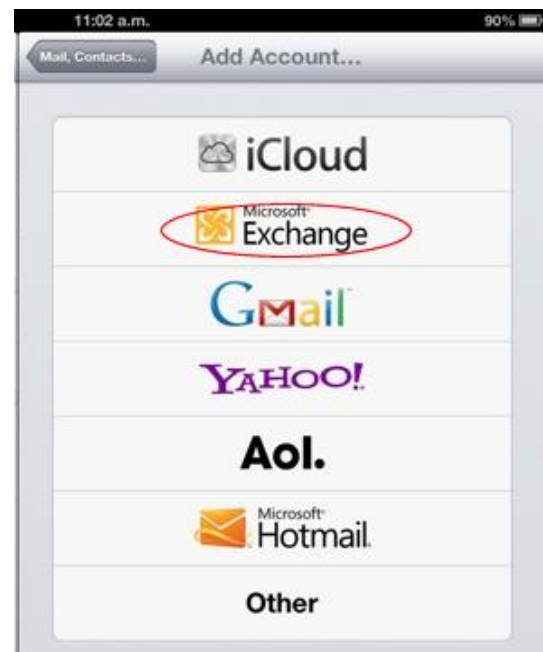 11:02 a.m. 90%
Mail, Contacts... Add Account...
iCloud
Microsoft
Exchange
Gmail
YAHOO!
Aol.
Microsoft
Hotmail
Other